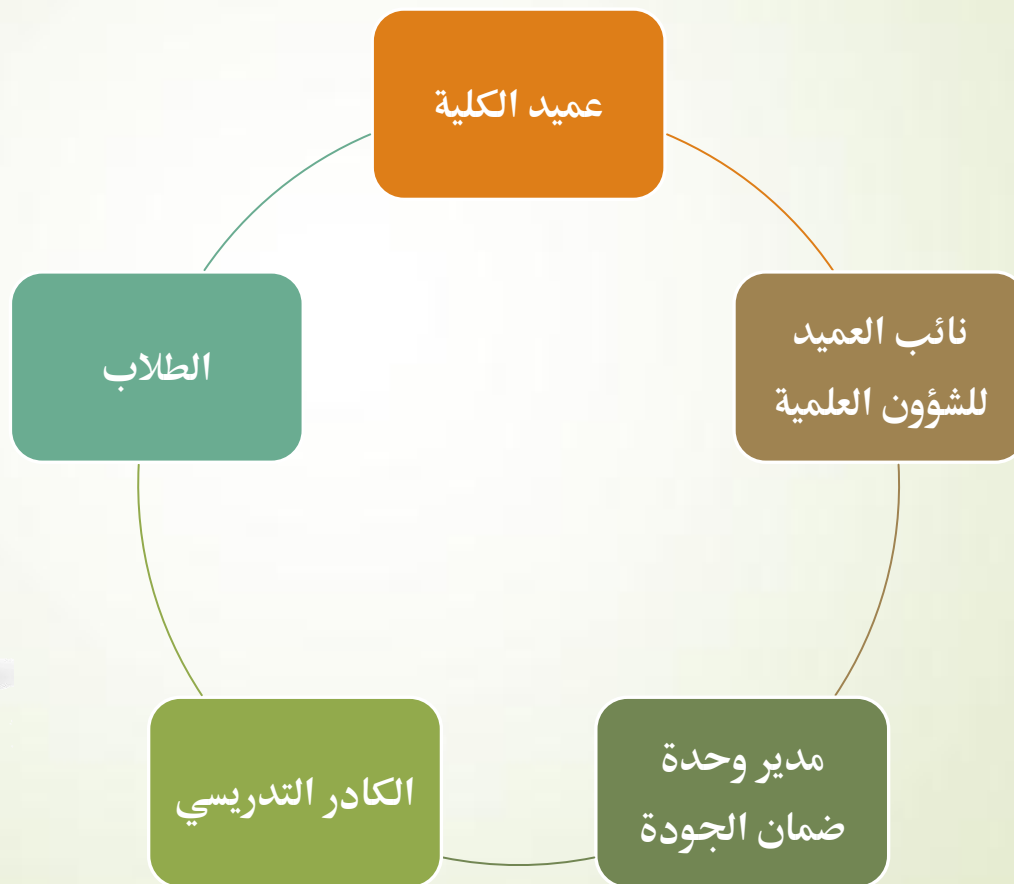 عميد الكلية
نائب العميد
للشؤون العلمية
مدير وحدة
ضمان الجودة
الكادر التدريسي
الطلاب